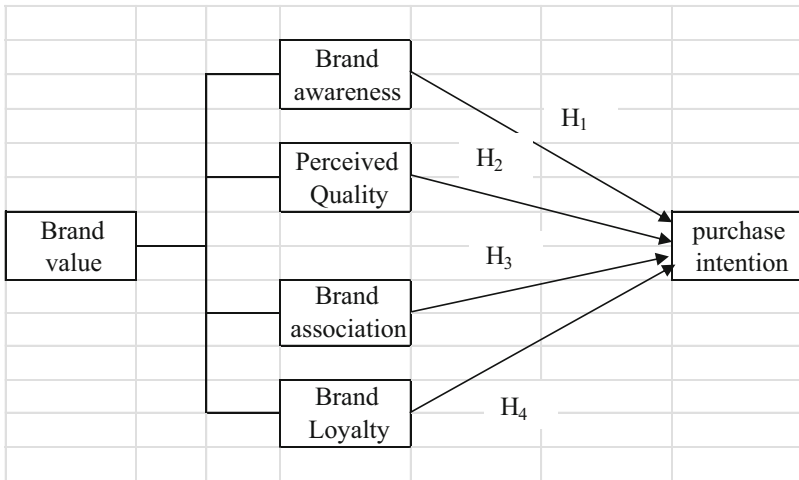 Brand
awareness
H₁
H₂
Perceived
Quality
Brand
value
purchase
intention
H₃
Brand
association
Brand
Loyalty
H₄